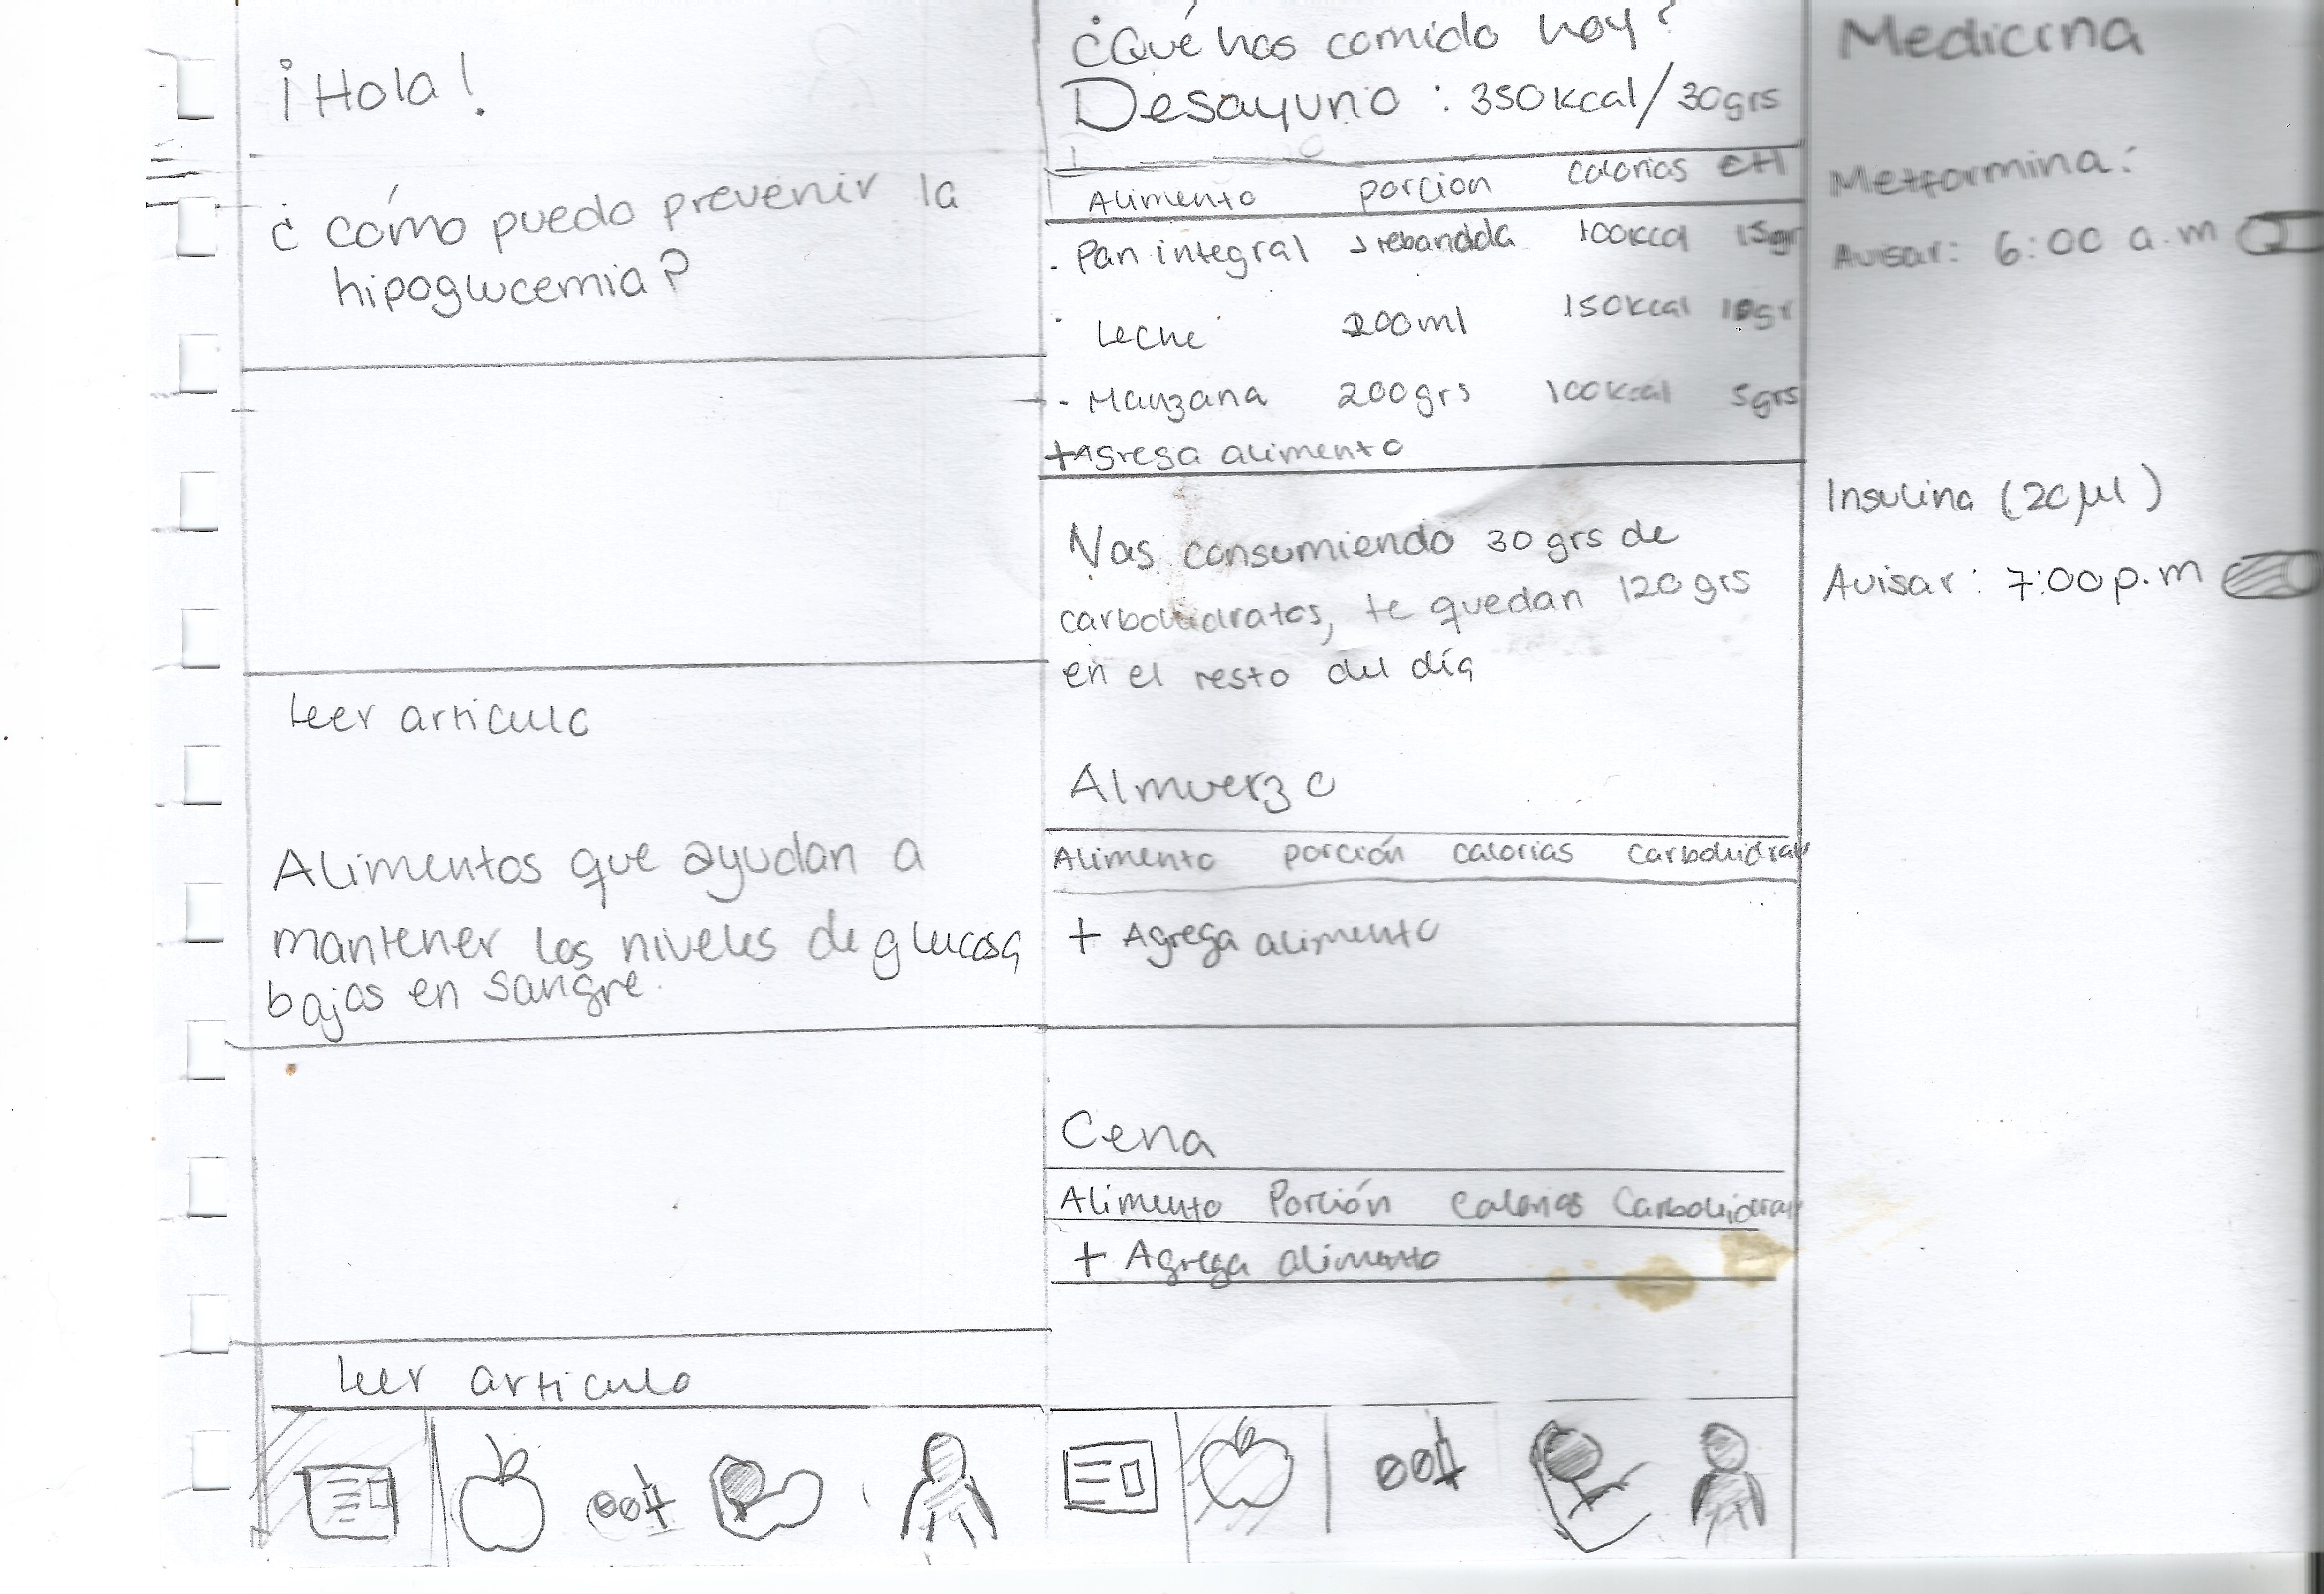 ¡Hola!
¿cómo puedo prevenir la
hipoglucemia?
Leer articulo
Alimentos que ayudan a
mantener los niveles de glucosa
bajos en sangre.
Leer articulo
¿Qué has comido hoy?
Desayuno : 350kcal/30grs
Alimento porcion calorias CH
- Pan integral 1 rebandda 100kcal 15gr
- Leche 200ml 150kcal 10gr
- Manzana 200grs 100kcal 5grs
+Agrega alimento
Vas consumiendo 30 grs de
carbohidratos, te quedan 120 grs
en el resto del día
Almuerzo
Alimento porción calorias Carbohidrat
+ Agrega alimento
Cena
Alimento Porción Calorias Carbohidrat
+ Agrega alimento
Medicina
Metformina:
Avisar: 6:00 a.m
Insulina (20 µl)
Avisar: 7:00 p.m